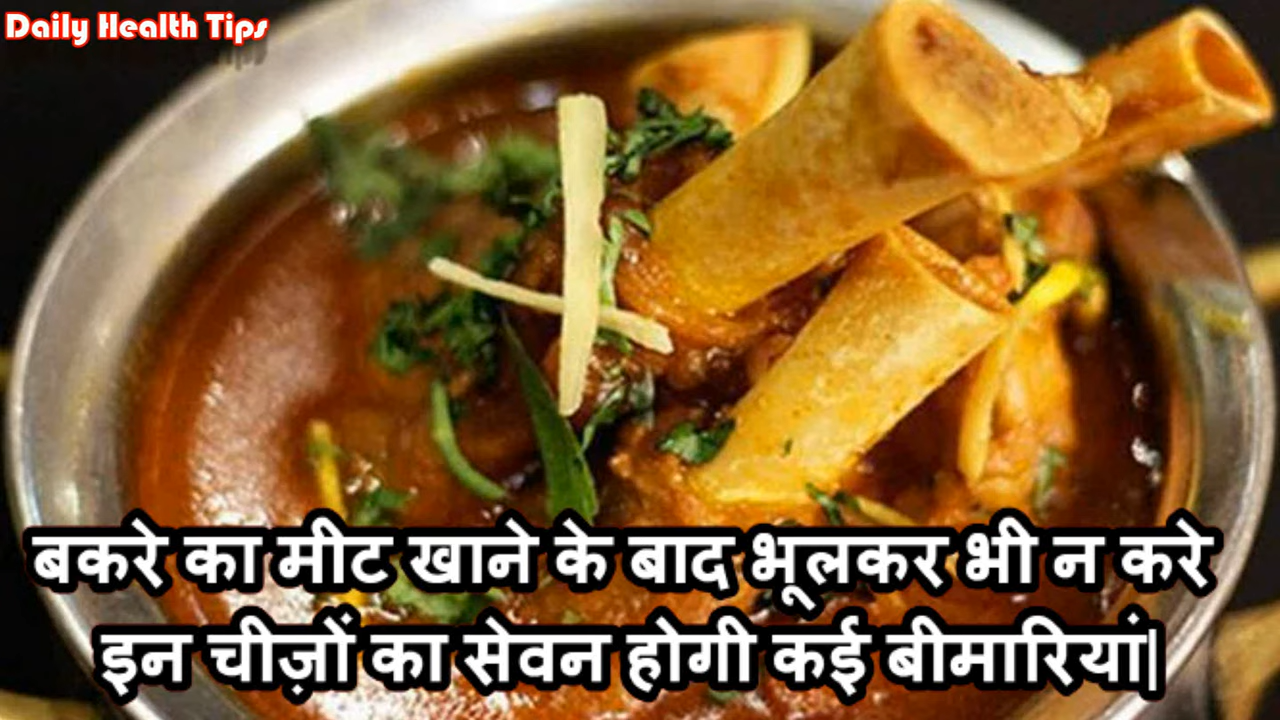 Daily Health Tips
बकरे का मीट खाने के बाद भूलकर भी न करे
इन चीज़ों का सेवन होगी कई बीमारियां|